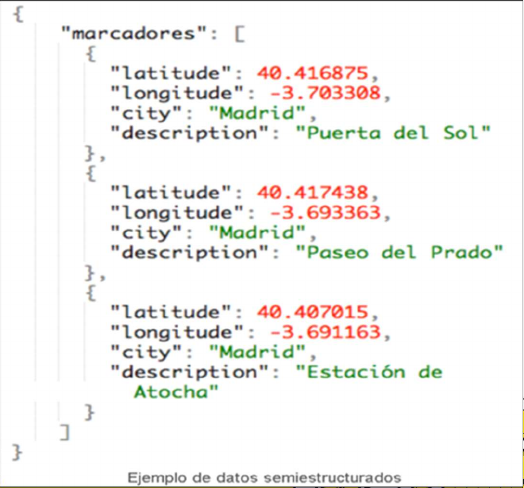 {
"marcadores": [
{
"latitude": 40.416875,
"longitude": -3.703308,
"city": "Madrid",
"description": "Puerta del Sol"
},
{
"latitude": 40.417438,
"longitude": -3.693363,
"city": "Madrid",
"description": "Paseo del Prado"
},
{
"latitude": 40.407015,
"longitude": -3.691163,
"city": "Madrid",
"description": "Estación de
Atocha"
}
]
}
Ejemplo de datos semiestructurados